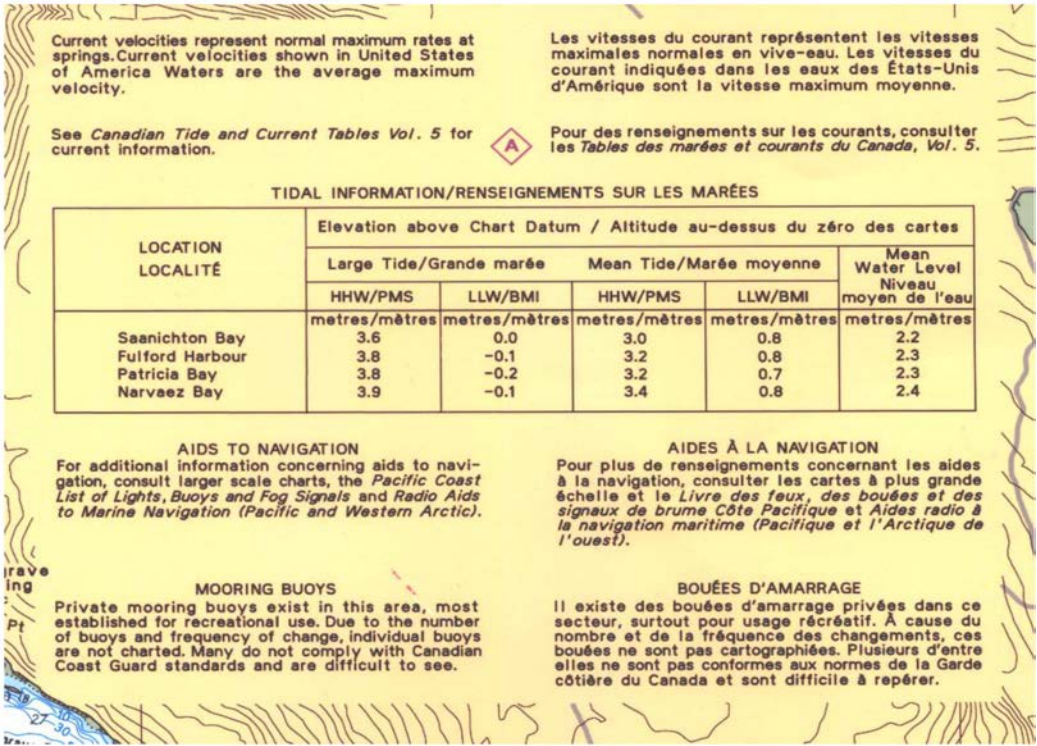 Current velocities represent normal maximum rates at
springs.Current velocities shown in United States
of America Waters are the average maximum
velocity.
Les vitesses du courant représentent les vitesses
maximales normales en vive-eau. Les vitesses du
courant indiquées dans les eaux des États-Unis
d'Amérique sont la vitesse maximum moyenne.
See Canadian Tide and Current Tables Vol. 5 for
current information.
A
Pour des renseignements sur les courants, consulter
les Tables des marées et courants du Canada, Vol. 5.
TIDAL INFORMATION/RENSEIGNEMENTS SUR LES MARÉES
LOCATION
LOCALITÉ
Elevation above Chart Datum / Altitude au-dessus du zéro des cartes
Large Tide/Grande marée Mean Tide/Marée moyenne
Mean
Water Level
Niveau
moyen de l'eau
HHW/PMS LLW/BMI HHW/PMS LLW/BMI
metres/mètres metres/mètres metres/mètres metres/mètres metres/mètres
Saanichton Bay 3.6 0.0 3.0 0.8 2.2
Fulford Harbour 3.8 -0.1 3.2 0.8 2.3
Patricia Bay 3.8 -0.2 3.2 0.7 2.3
Narvaez Bay 3.9 -0.1 3.4 0.8 2.4
AIDS TO NAVIGATION
For additional information concerning aids to navi-
gation, consult larger scale charts, the Pacific Coast
List of Lights, Buoys and Fog Signals and Radio Aids
to Marine Navigation (Pacific and Western Arctic).
AIDES À LA NAVIGATION
Pour plus de renseignements concernant les aides
à la navigation, consulter les cartes à plus grande
échelle et le Livre des feux, des bouées et des
signaux de brume Côte Pacifique et Aides radio à
la navigation maritime (Pacifique et l'Arctique de
l'ouest).
MOORING BUOYS
Private mooring buoys exist in this area, most
established for recreational use. Due to the number
of buoys and frequency of change, individual buoys
are not charted. Many do not comply with Canadian
Coast Guard standards and are difficult to see.
BOUÉES D'AMARRAGE
Il existe des bouées d'amarrage privées dans ce
secteur, surtout pour usage récréatif. À cause du
nombre et de la fréquence des changements, ces
bouées ne sont pas cartographiées. Plusieurs d'entre
elles ne sont pas conformes aux normes de la Garde
côtière du Canada et sont difficile à repérer.
rave
ing
Pt
27
10
30